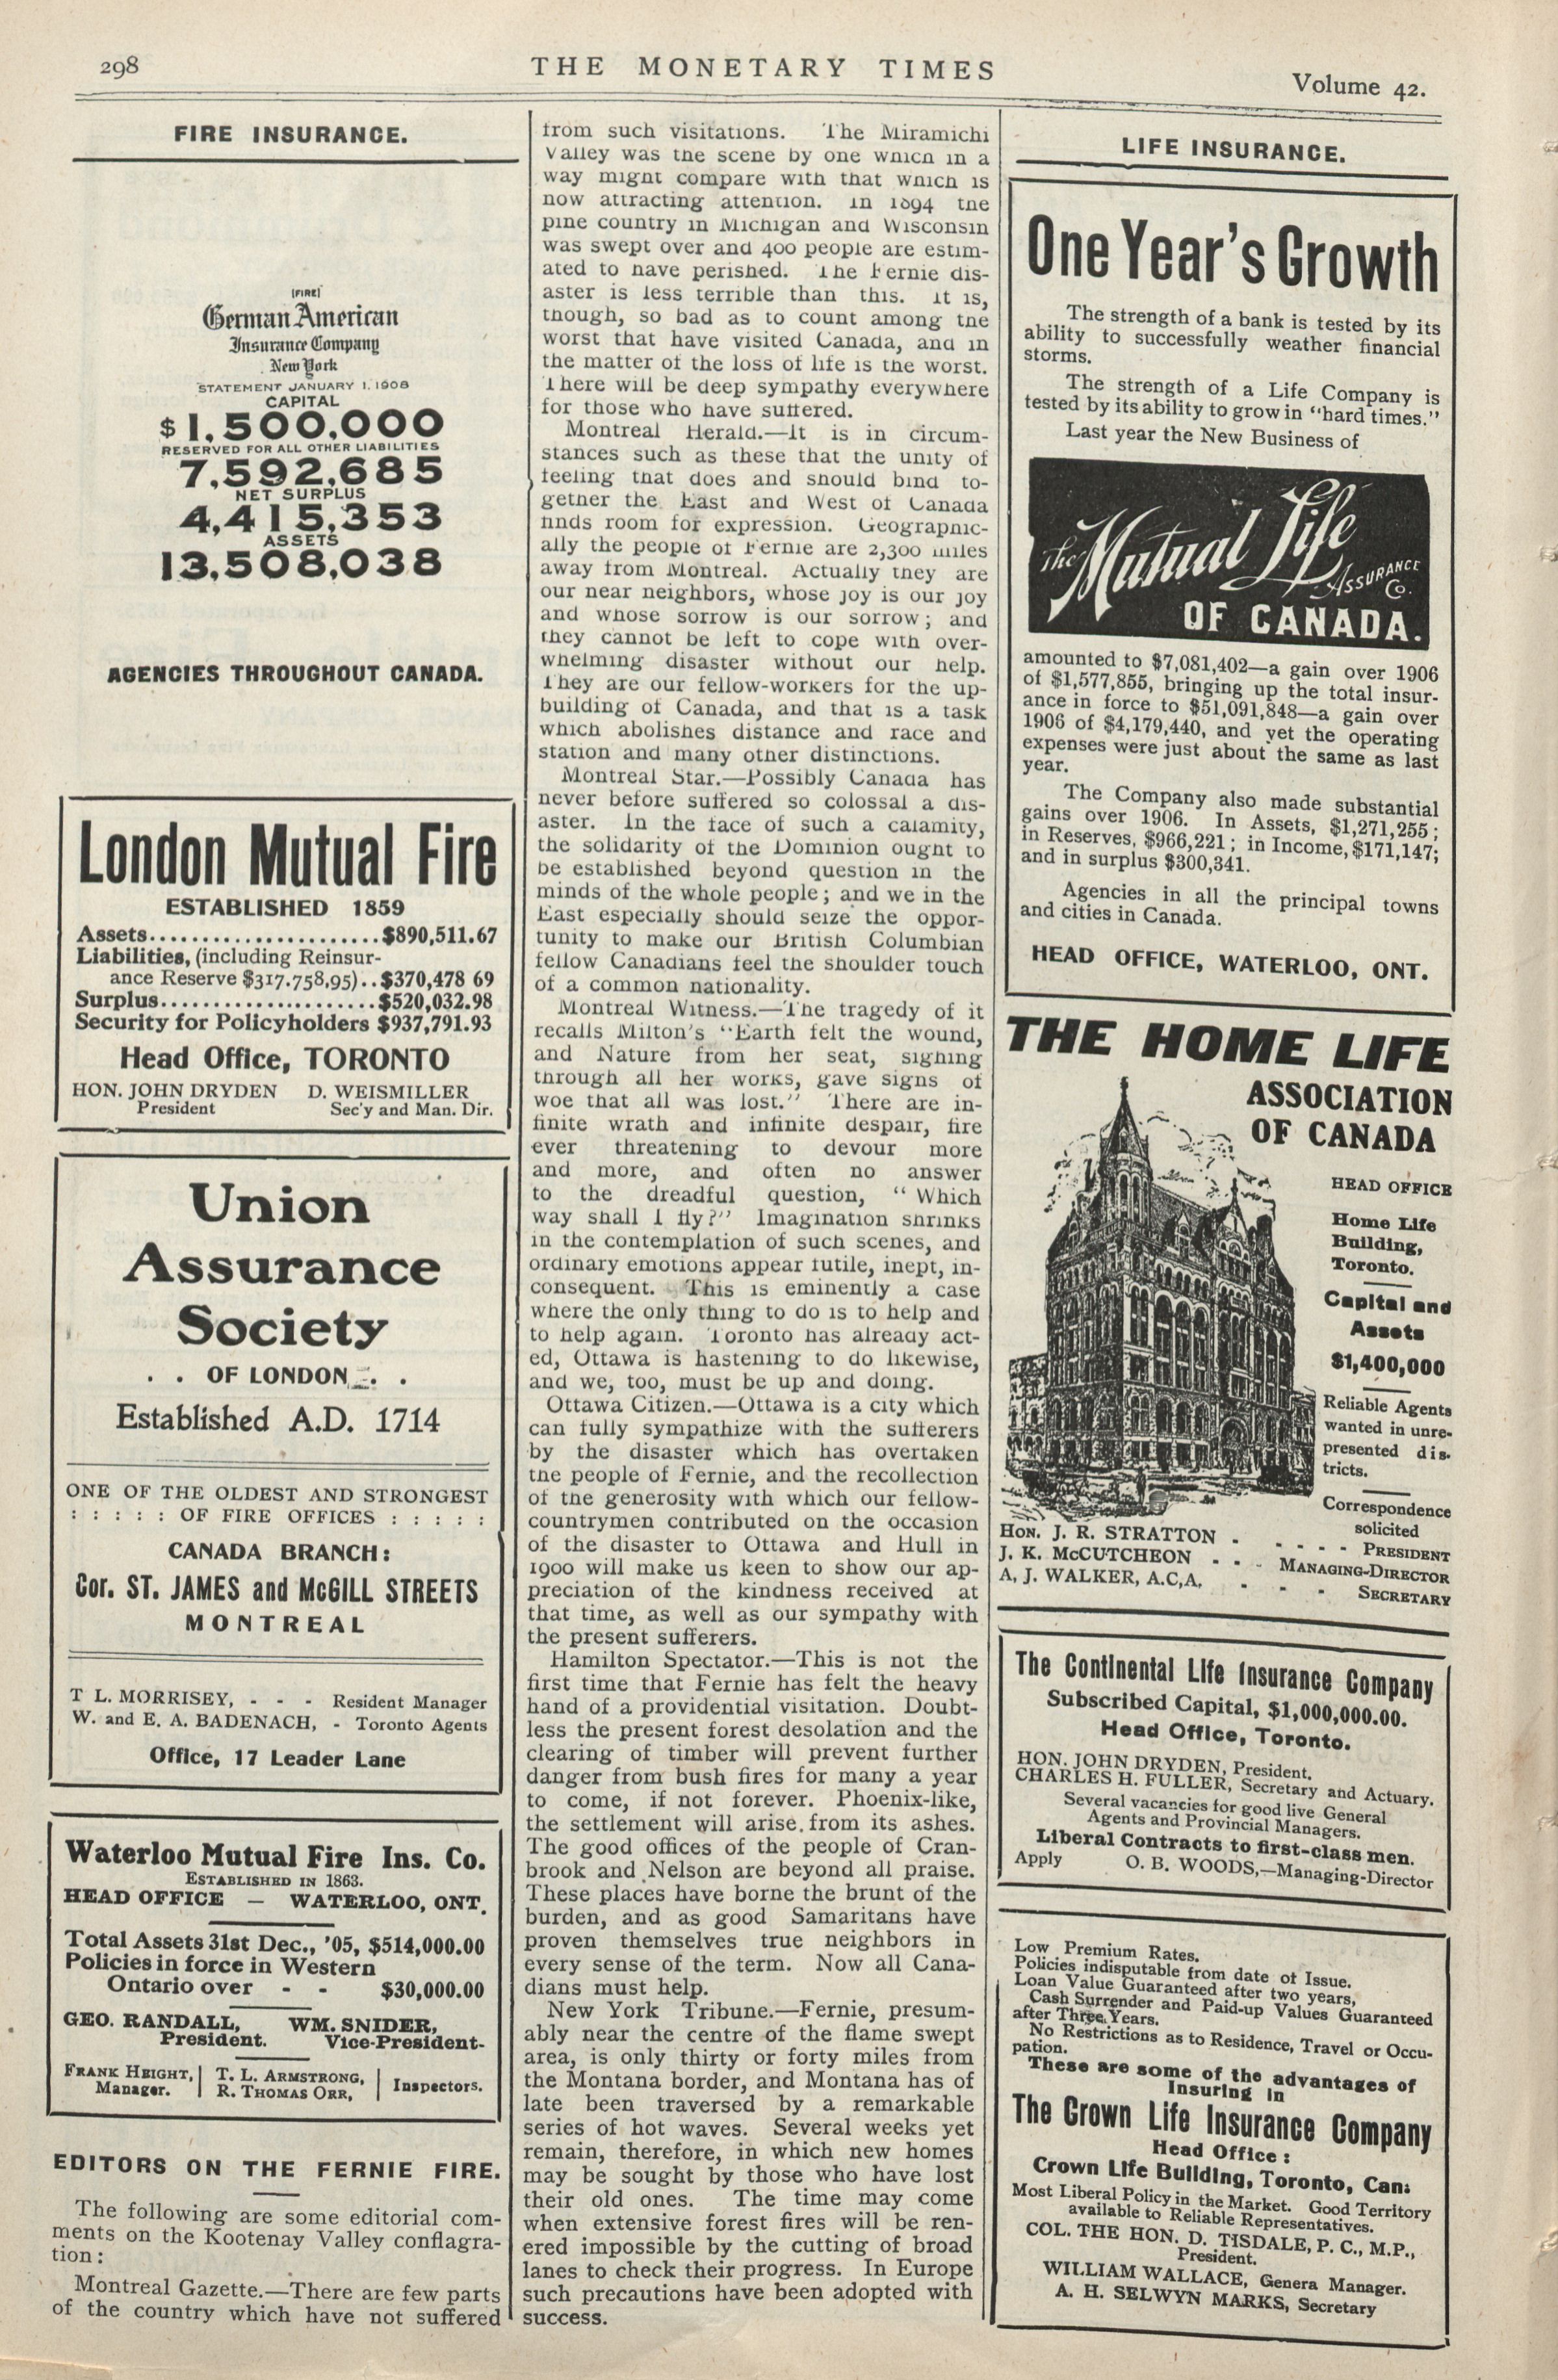 298
THE MONETARY TIMES
Volume 42.
FIRE INSURANCE.
(FIRE)
German American
Insurance Company
New York
STATEMENT JANUARY 1, 1908
CAPITAL
$1,500,000
RESERVED FOR ALL OTHER LIABILITIES
7,592,685
NET SURPLUS
4,415,353
ASSETS
13,508,038
AGENCIES THROUGHOUT CANADA.
London Mutual Fire
ESTABLISHED 1859
Assets......................$890,511.67
Liabilities, (including Reinsur-
ance Reserve $317.758,95)..$370,478 69
Surplus.....................$520,032.98
Security for Policyholders $937,791.93
Head Office, TORONTO
HON. JOHN DRYDEN D. WEISMILLER
President Sec'y and Man. Dir.
Union
Assurance
Society
. . OF LONDON . .
Established A.D. 1714
ONE OF THE OLDEST AND STRONGEST
: : : : : OF FIRE OFFICES : : : : :
CANADA BRANCH:
Cor. ST. JAMES and McGILL STREETS
MONTREAL
T L. MORRISEY, - - - Resident Manager
W. and E. A. BADENACH, - Toronto Agents
Office, 17 Leader Lane
Waterloo Mutual Fire Ins. Co.
ESTABLISHED IN 1863.
HEAD OFFICE — WATERLOO, ONT.
Total Assets 31st Dec., '05, $514,000.00
Policies in force in Western
Ontario over - - $30,000.00
GEO. RANDALL, WM. SNIDER,
President. Vice-President-
FRANK HEIGHT, T. L. ARMSTRONG,
Manager. R. THOMAS ORR, Inspectors.
EDITORS ON THE FERNIE FIRE.
The following are some editorial com-
ments on the Kootenay Valley conflagra-
tion:
Montreal Gazette.—There are few parts
of the country which have not suffered
from such visitations. The Miramichi
Valley was the scene by one which in a
way might compare with that which is
now attracting attention. In 1894 the
pine country in Michigan and Wisconsin
was swept over and 400 people are estim-
ated to have perished. The Fernie dis-
aster is less terrible than this. It is,
though, so bad as to count among the
worst that have visited Canada, and in
the matter of the loss of life is the worst.
There will be deep sympathy everywhere
for those who have suffered.
Montreal Herald.—It is in circum-
stances such as these that the unity of
feeling that does and should bind to-
gether the East and West of Canada
finds room for expression. Geographic-
ally the people of Fernie are 2,300 miles
away from Montreal. Actually they are
our near neighbors, whose joy is our joy
and whose sorrow is our sorrow; and
they cannot be left to cope with over-
whelming disaster without our help.
They are our fellow-workers for the up-
building of Canada, and that is a task
which abolishes distance and race and
station and many other distinctions.
Montreal Star.—Possibly Canada has
never before suffered so colossal a dis-
aster. In the face of such a calamity,
the solidarity of the Dominion ought to
be established beyond question in the
minds of the whole people; and we in the
East especially should seize the oppor-
tunity to make our British Columbian
fellow Canadians feel the shoulder touch
of a common nationality.
Montreal Witness.—The tragedy of it
recalls Milton's "Earth felt the wound,
and Nature from her seat, sighing
through all her works, gave signs of
woe that all was lost." There are in-
finite wrath and infinite despair, fire
ever threatening to devour more
and more, and often no answer
to the dreadful question, "Which
way shall I fly?" Imagination shrinks
in the contemplation of such scenes, and
ordinary emotions appear futile, inept, in-
consequent. This is eminently a case
where the only thing to do is to help and
to help again. Toronto has already act-
ed, Ottawa is hastening to do likewise,
and we, too, must be up and doing.
Ottawa Citizen.—Ottawa is a city which
can fully sympathize with the sufferers
by the disaster which has overtaken
the people of Fernie, and the recollection
of the generosity with which our fellow-
countrymen contributed on the occasion
of the disaster to Ottawa and Hull in
1900 will make us keen to show our ap-
preciation of the kindness received at
that time, as well as our sympathy with
the present sufferers.
Hamilton Spectator.—This is not the
first time that Fernie has felt the heavy
hand of a providential visitation. Doubt-
less the present forest desolation and the
clearing of timber will prevent further
danger from bush fires for many a year
to come, if not forever. Phoenix-like,
the settlement will arise from its ashes.
The good offices of the people of Cran-
brook and Nelson are beyond all praise.
These places have borne the brunt of the
burden, and as good Samaritans have
proven themselves true neighbors in
every sense of the term. Now all Cana-
dians must help.
New York Tribune.—Fernie, presum-
ably near the centre of the flame swept
area, is only thirty or forty miles from
the Montana border, and Montana has of
late been traversed by a remarkable
series of hot waves. Several weeks yet
remain, therefore, in which new homes
may be sought by those who have lost
their old ones. The time may come
when extensive forest fires will be ren-
ered impossible by the cutting of broad
lanes to check their progress. In Europe
such precautions have been adopted with
success.
LIFE INSURANCE.
One Year's Growth
The strength of a bank is tested by its
ability to successfully weather financial
storms.
The strength of a Life Company is
tested by its ability to grow in "hard times."
Last year the New Business of
The Mutual Life
ASSURANCE
Co.
OF CANADA.
amounted to $7,081,402—a gain over 1906
of $1,577,855, bringing up the total insur-
ance in force to $51,091,848—a gain over
1906 of $4,179,440, and yet the operating
expenses were just about the same as last
year.
The Company also made substantial
gains over 1906. In Assets, $1,271,255;
in Reserves, $966,221; in Income, $171,147;
and in surplus $300,341.
Agencies in all the principal towns
and cities in Canada.
HEAD OFFICE, WATERLOO, ONT.
THE HOME LIFE
ASSOCIATION
OF CANADA
HEAD OFFICE
Home Life
Building,
Toronto.
Capital and
Assets
$1,400,000
Reliable Agents
wanted in unre-
presented dis-
tricts.
Correspondence
solicited
HON. J. R. STRATTON - - - - - PRESIDENT
J. K. McCUTCHEON - - - MANAGING-DIRECTOR
A. J. WALKER, A.C,A, - - - SECRETARY
The Continental Life Insurance Company
Subscribed Capital, $1,000,000.00.
Head Office, Toronto.
HON. JOHN DRYDEN, President.
CHARLES H. FULLER, Secretary and Actuary.
Several vacancies for good live General
Agents and Provincial Managers.
Liberal Contracts to first-class men.
Apply O. B. WOODS,—Managing-Director
Low Premium Rates.
Policies indisputable from date of Issue.
Loan Value Guaranteed after two years,
Cash Surrender and Paid-up Values Guaranteed
after Three Years.
No Restrictions as to Residence, Travel or Occu-
pation.
These are some of the advantages of
Insuring in
The Crown Life Insurance Company
Head Office:
Crown Life Building, Toronto, Can:
Most Liberal Policy in the Market. Good Territory
available to Reliable Representatives.
COL. THE HON. D. TISDALE, P. C., M.P.,
President.
WILLIAM WALLACE, Genera Manager.
A. H. SELWYN MARKS, Secretary